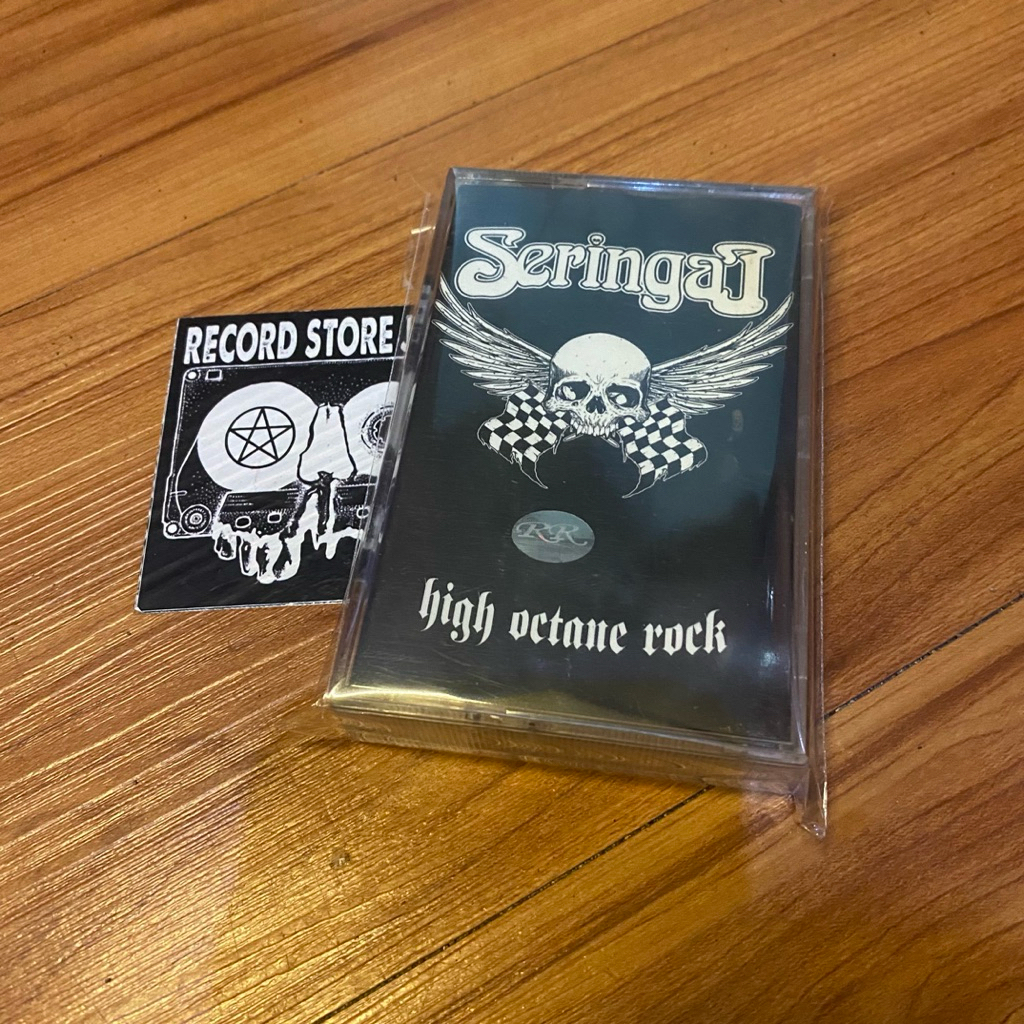 RECORD STORE
Seringai
RR
high octane rock